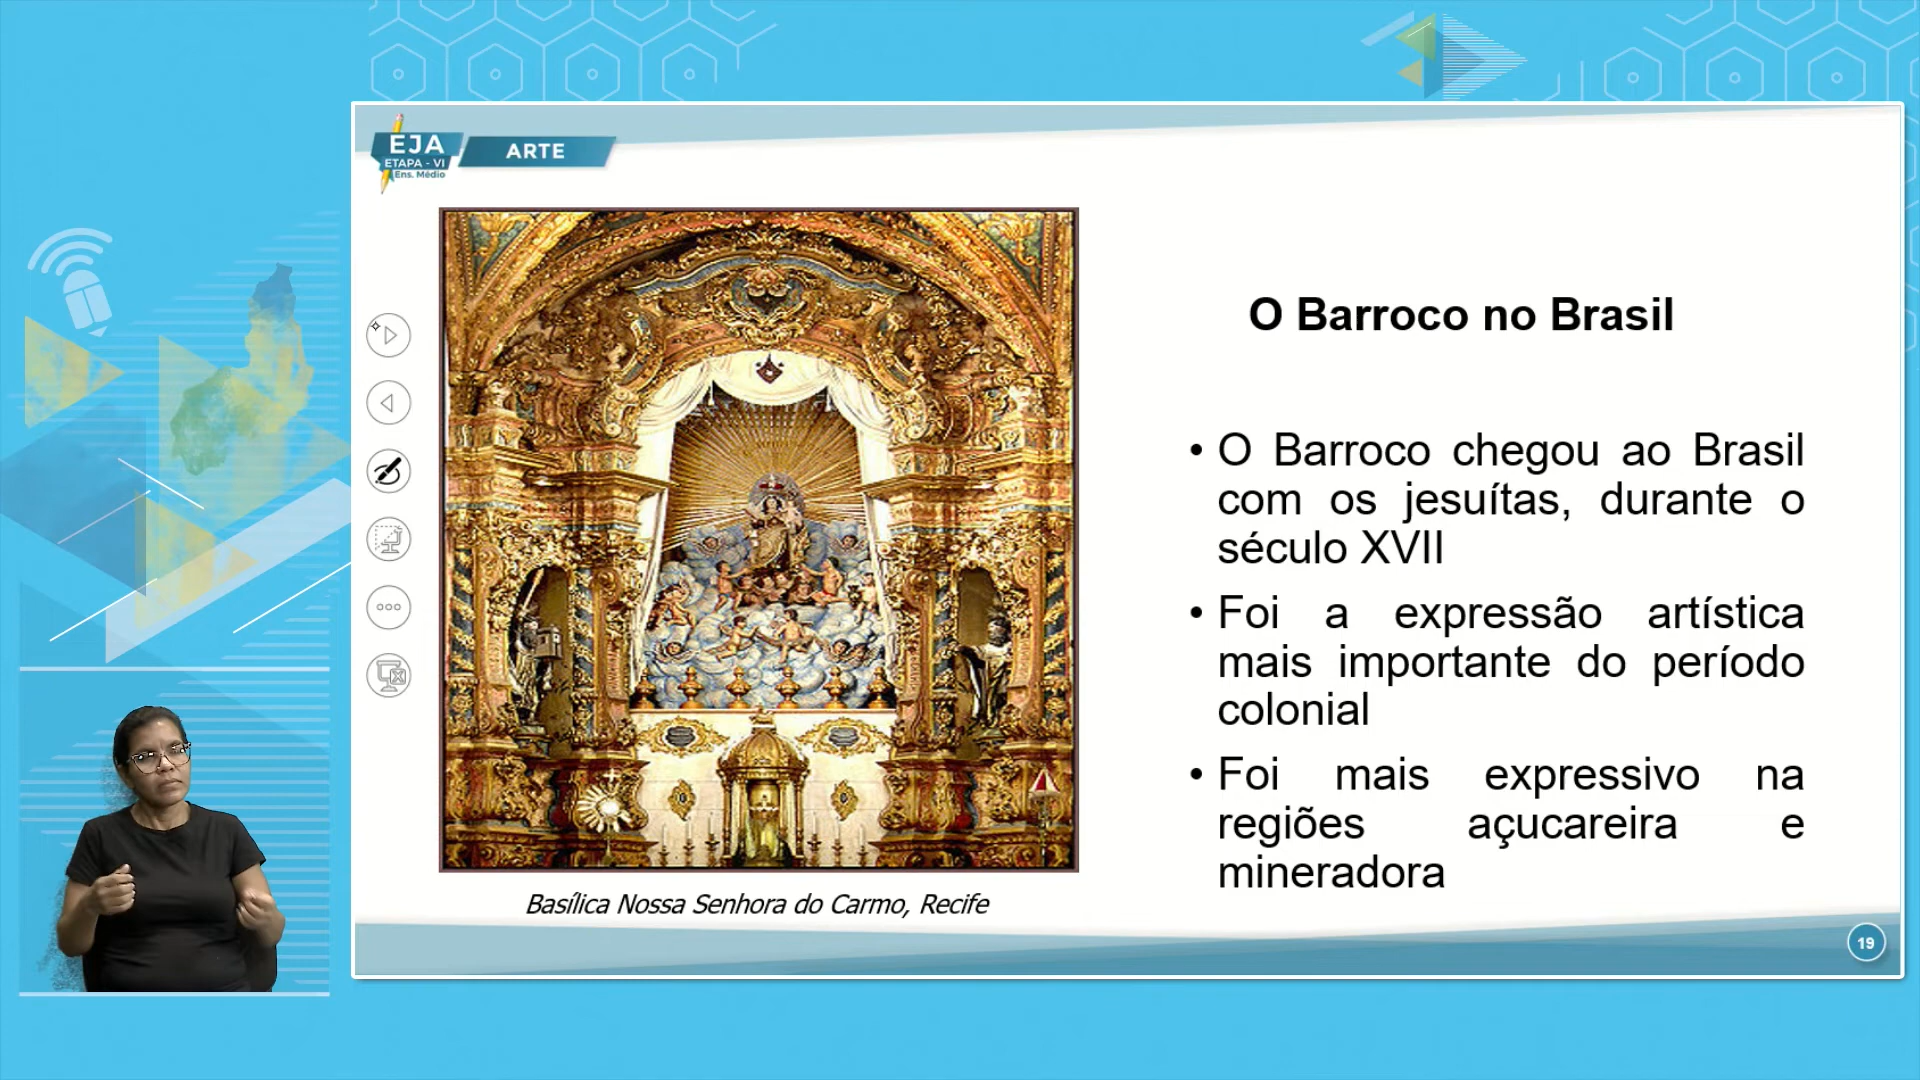 EJA
ETAPA - VI
Ens. Médio
ARTE
O Barroco no Brasil
• O Barroco chegou ao Brasil
com os jesuítas, durante o
século XVII
• Foi a expressão artística
mais importante do período
colonial
• Foi mais expressivo na
regiões açucareira e
mineradora
Basílica Nossa Senhora do Carmo, Recife
19